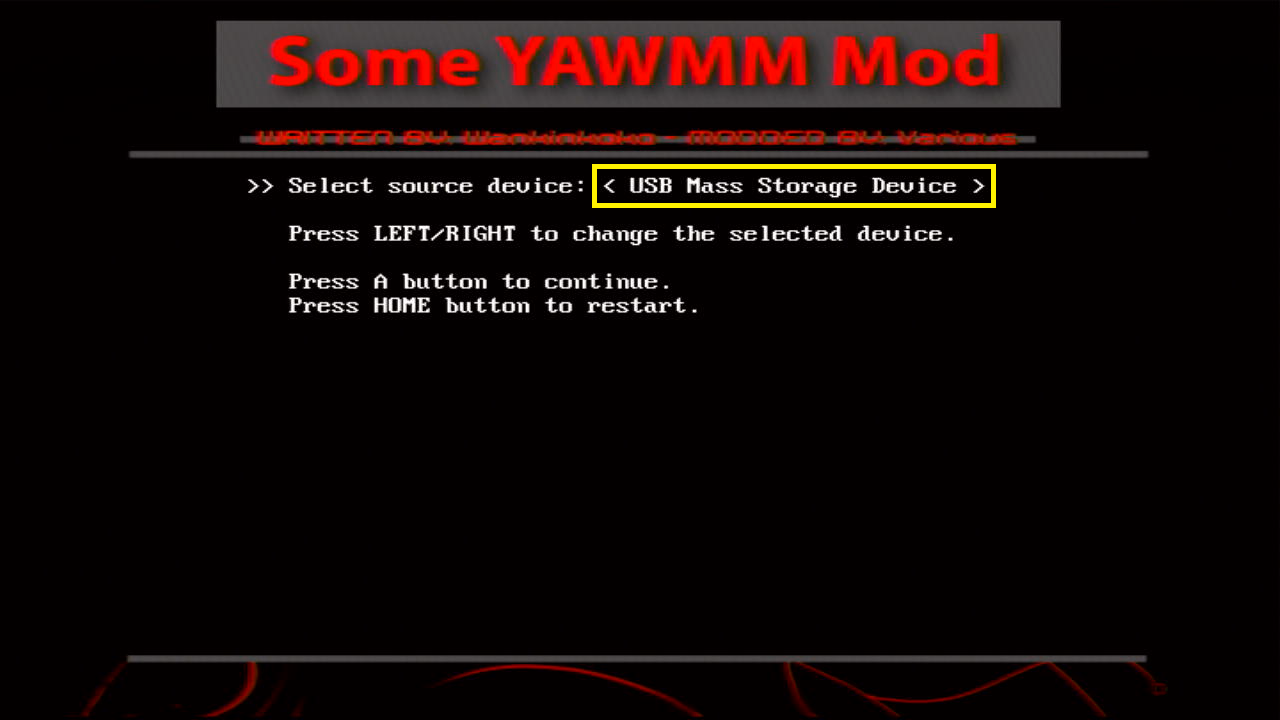 Some YAWMM Mod
WRITTEN BY: Wankinkoko - MODDED BY: Various
>> Select source device: < USB Mass Storage Device >
Press LEFT/RIGHT to change the selected device.
Press A button to continue.
Press HOME button to restart.